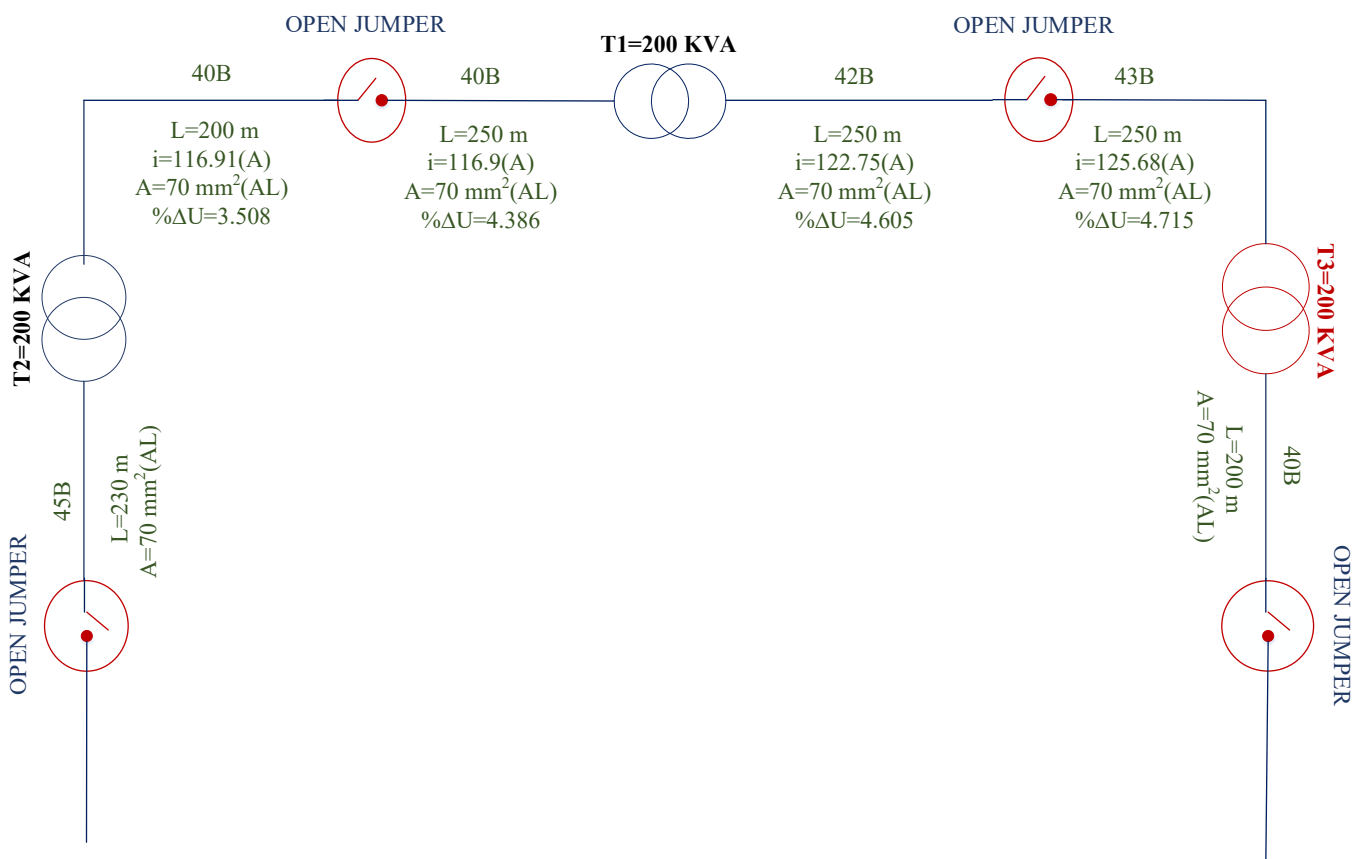 OPEN JUMPER
OPEN JUMPER
T1=200 KVA
40B
40B
42B
43B
L=200 m
i=116.91(A)
A=70 mm²(AL)
%ΔU=3.508
L=250 m
i=116.9(A)
A=70 mm²(AL)
%ΔU=4.386
L=250 m
i=122.75(A)
A=70 mm²(AL)
%ΔU=4.605
L=250 m
i=125.68(A)
A=70 mm²(AL)
%ΔU=4.715
T2=200 KVA
T3=200 KVA
45B
L=230 m
A=70 mm²(AL)
L=200 m
A=70 mm²(AL)
40B
OPEN JUMPER
OPEN JUMPER